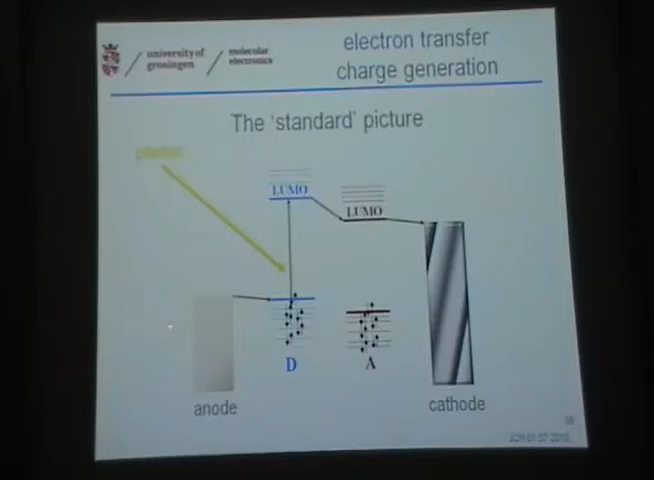 university of
groningen
molecular
electronics
electron transfer
charge generation
The 'standard' picture
photon
LUMO
LUMO
D
A
anode
cathode